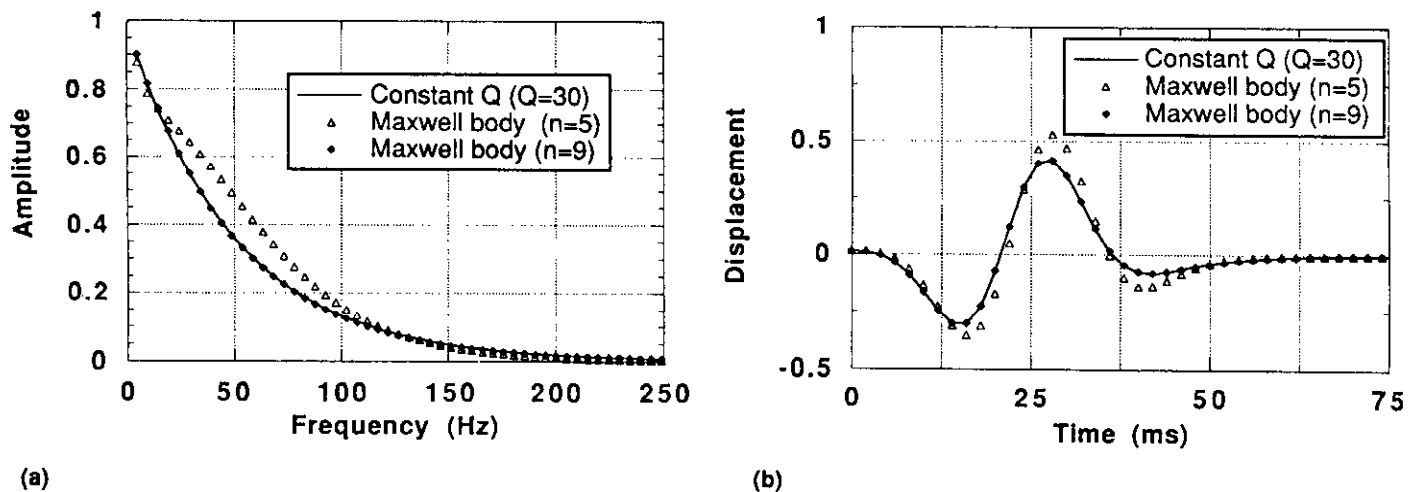 1
0.8
0.6
0.4
0.2
0
Amplitude
0
50
100
150
200
250
Frequency (Hz)
Constant Q (Q=30)
Maxwell body (n=5)
Maxwell body (n=9)
(a)
1
0.5
0
-0.5
Displacement
0
25
50
75
Time (ms)
Constant Q (Q=30)
Maxwell body (n=5)
Maxwell body (n=9)
(b)